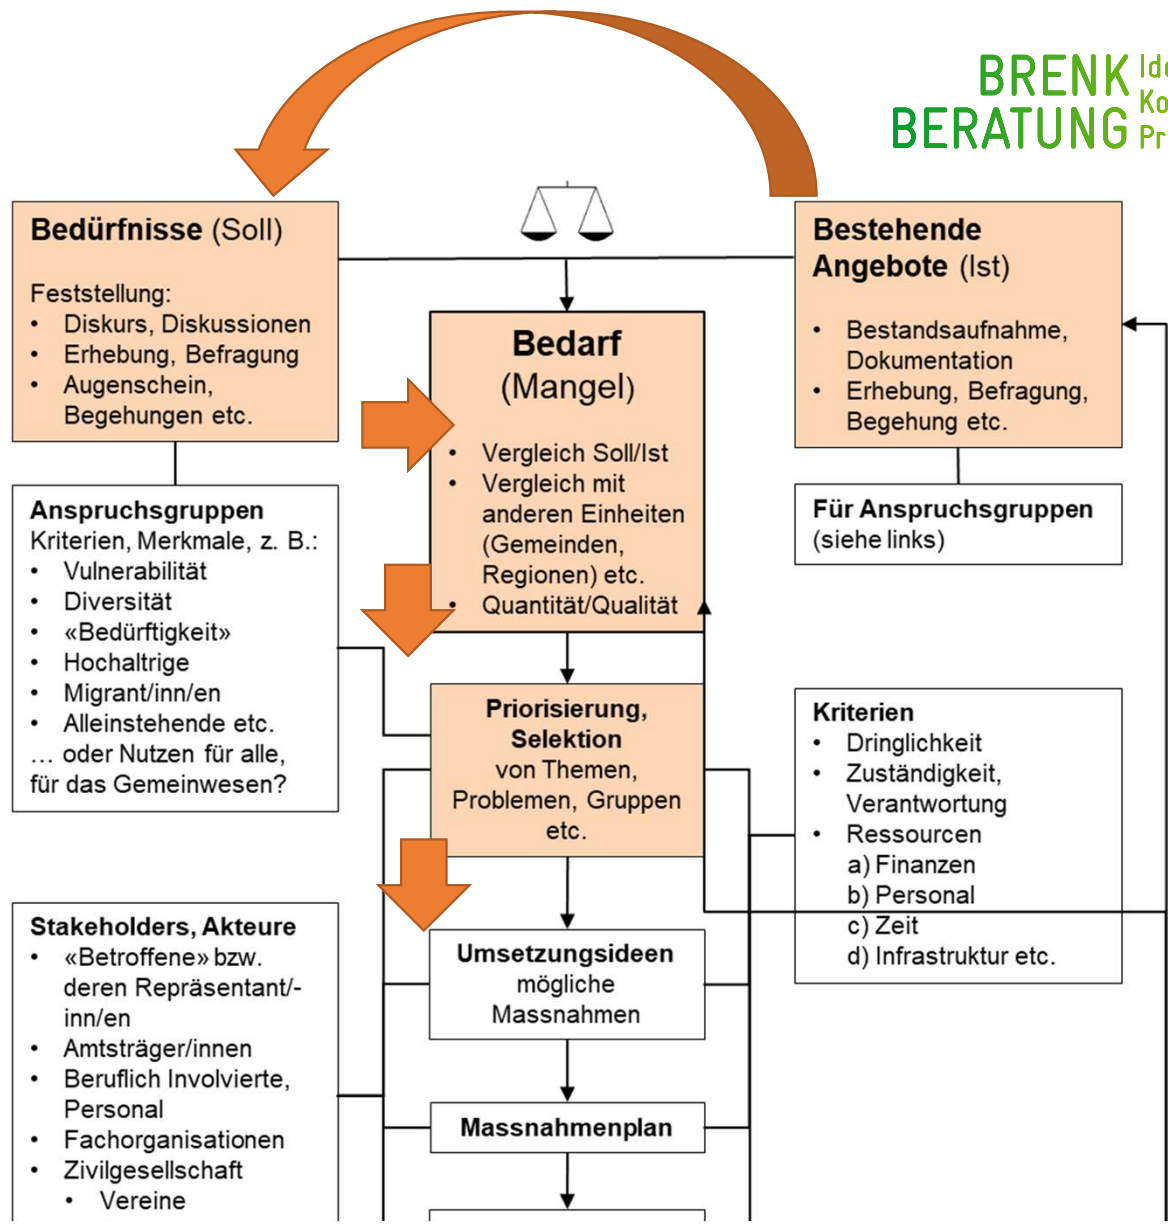 BRENK
BERATUNG
Bedürfnisse (Soll)
Feststellung:
• Diskurs, Diskussionen
• Erhebung, Befragung
• Augenschein,
Begehungen etc.
Bestehende
Angebote (Ist)
• Bestandsaufnahme,
Dokumentation
• Erhebung, Befragung,
Begehung etc.
Bedarf
(Mangel)
• Vergleich Soll/Ist
• Vergleich mit
anderen Einheiten
(Gemeinden,
Regionen) etc.
• Quantität/Qualität
Anspruchsgruppen
Kriterien, Merkmale, z. B.:
• Vulnerabilität
• Diversität
• «Bedürftigkeit»
• Hochaltrige
• Migrant/inn/en
• Alleinstehende etc.
… oder Nutzen für alle,
für das Gemeinwesen?
Für Anspruchsgruppen
(siehe links)
Priorisierung,
Selektion
von Themen,
Problemen, Gruppen
etc.
Kriterien
• Dringlichkeit
• Zuständigkeit,
Verantwortung
• Ressourcen
a) Finanzen
b) Personal
c) Zeit
d) Infrastruktur etc.
Stakeholders, Akteure
• «Betroffene» bzw.
deren Repräsentant/-
inn/en
• Amtsträger/innen
• Beruflich Involvierte,
Personal
• Fachorganisationen
• Zivilgesellschaft
• Vereine
Umsetzungsideen
mögliche
Massnahmen
Massnahmenplan